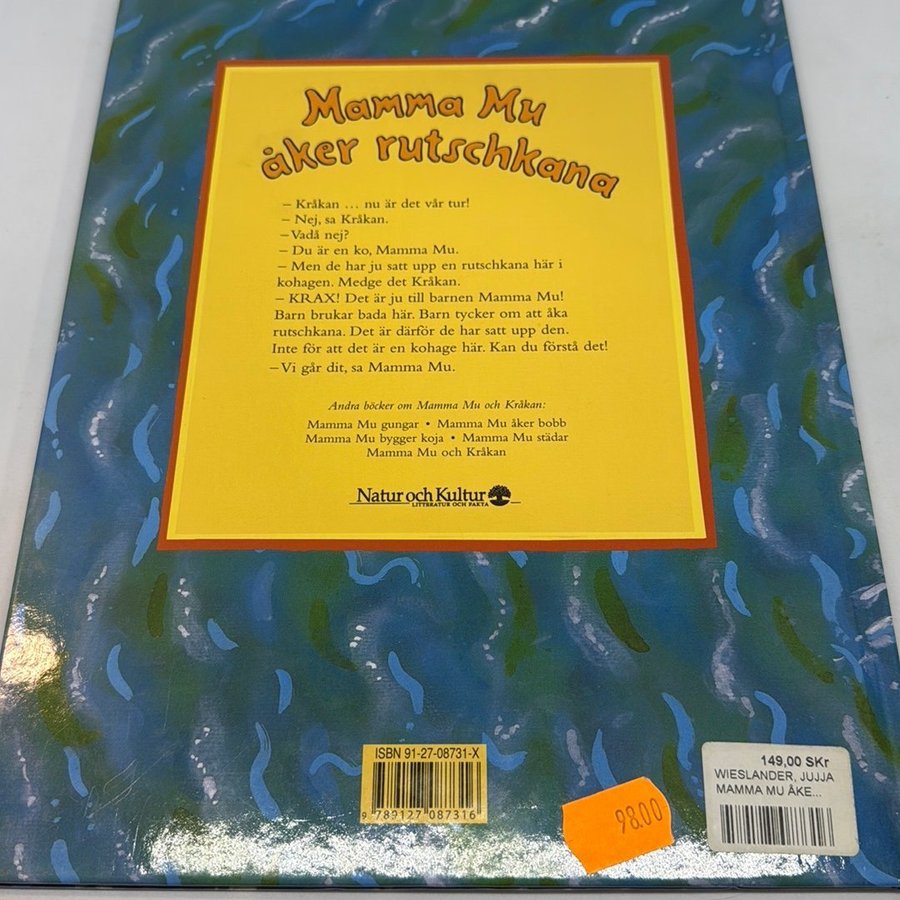 Mamma Mu
åker rutschkana
– Kråkan ... nu är det vår tur!
– Nej, sa Kråkan.
– Vadå nej?
– Du är en ko, Mamma Mu.
– Men de har ju satt upp en rutschkana här i
kohagen. Medge det Kråkan.
– KRAX! Det är ju till barnen Mamma Mu!
Barn brukar bada här. Barn tycker om att åka
rutschkana. Det är därför de har satt upp den.
Inte för att det är en kohage här. Kan du förstå det!
– Vi går dit, sa Mamma Mu.
Andra böcker om Mamma Mu och Kråkan:
Mamma Mu gungar • Mamma Mu åker bobb
Mamma Mu bygger koja • Mamma Mu städar
Mamma Mu och Kråkan
Natur och Kultur
LITTERATUR OCH FAKTA
ISBN 91-27-08731-X
9 789127 087316
98.00
149,00 SKr
WIESLANDER, JUJJA
MAMMA MU ÅKE...